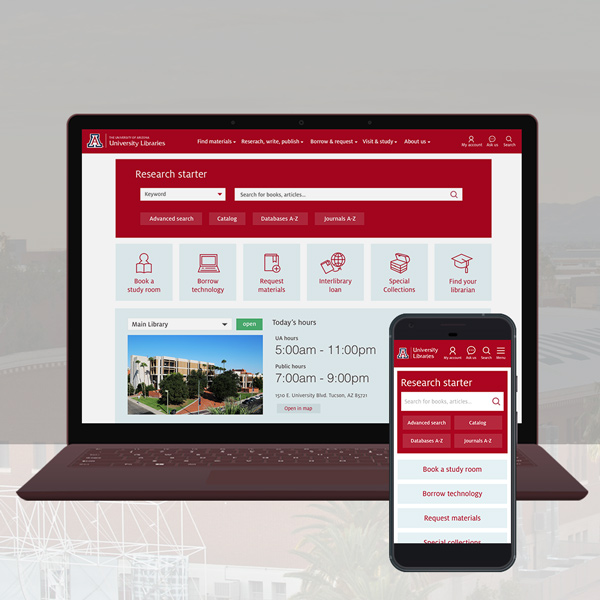 THE UNIVERSITY OF ARIZONA
University Libraries
Find materials
Reserach, write, publish
Borrow & request
Visit & study
About us
My account
Ask us
Search
Research starter
Keyword
Search for books, articles...
Advanced search
Catalog
Databases A-Z
Journals A-Z
Book a
study room
Borrow
technology
Request
materials
Interlibrary
loan
Special
Collections
Find your
librarian
Main Library
open
Today's hours
UA hours
5:00am - 11:00pm
Public hours
7:00am - 9:00pm
1510 E. University Blvd. Tucson, AZ 85721
Open in map
A
University
Libraries
My account
Ask us
Search
Menu
Research starter
Search for books, articles...
Advanced search
Catalog
Databases A-Z
Journals A-Z
Book a study room
Borrow technology
Request materials
Special collections